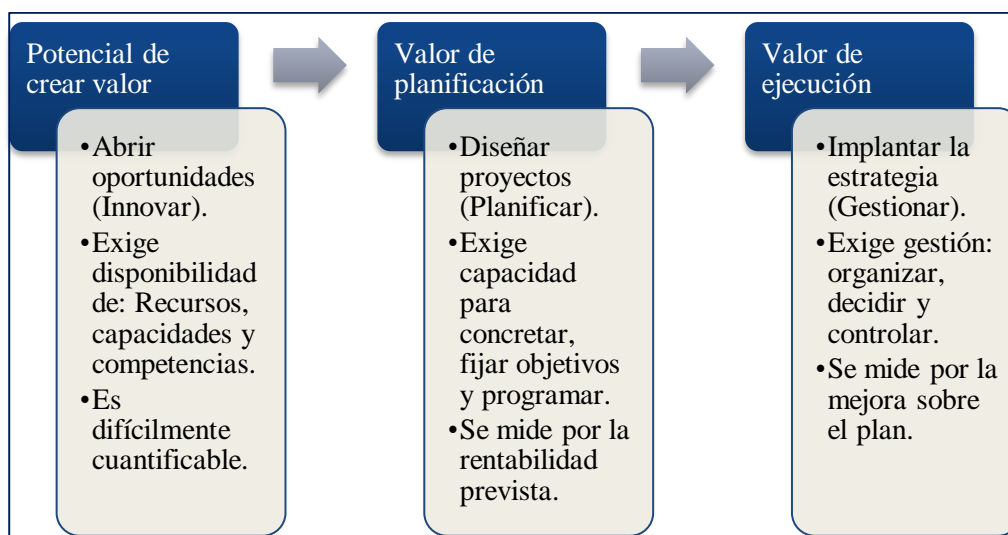 Potencial de
crear valor
•Abrir
oportunidades
(Innovar).
•Exige
disponibilidad
de: Recursos,
capacidades y
competencias.
•Es
difícilmente
cuantificable.
Valor de
planificación
•Diseñar
proyectos
(Planificar).
•Exige
capacidad
para
concretar,
fijar objetivos
y programar.
•Se mide por la
rentabilidad
prevista.
Valor de
ejecución
•Implantar la
estrategia
(Gestionar).
•Exige gestión:
organizar,
decidir y
controlar.
•Se mide por la
mejora sobre
el plan.